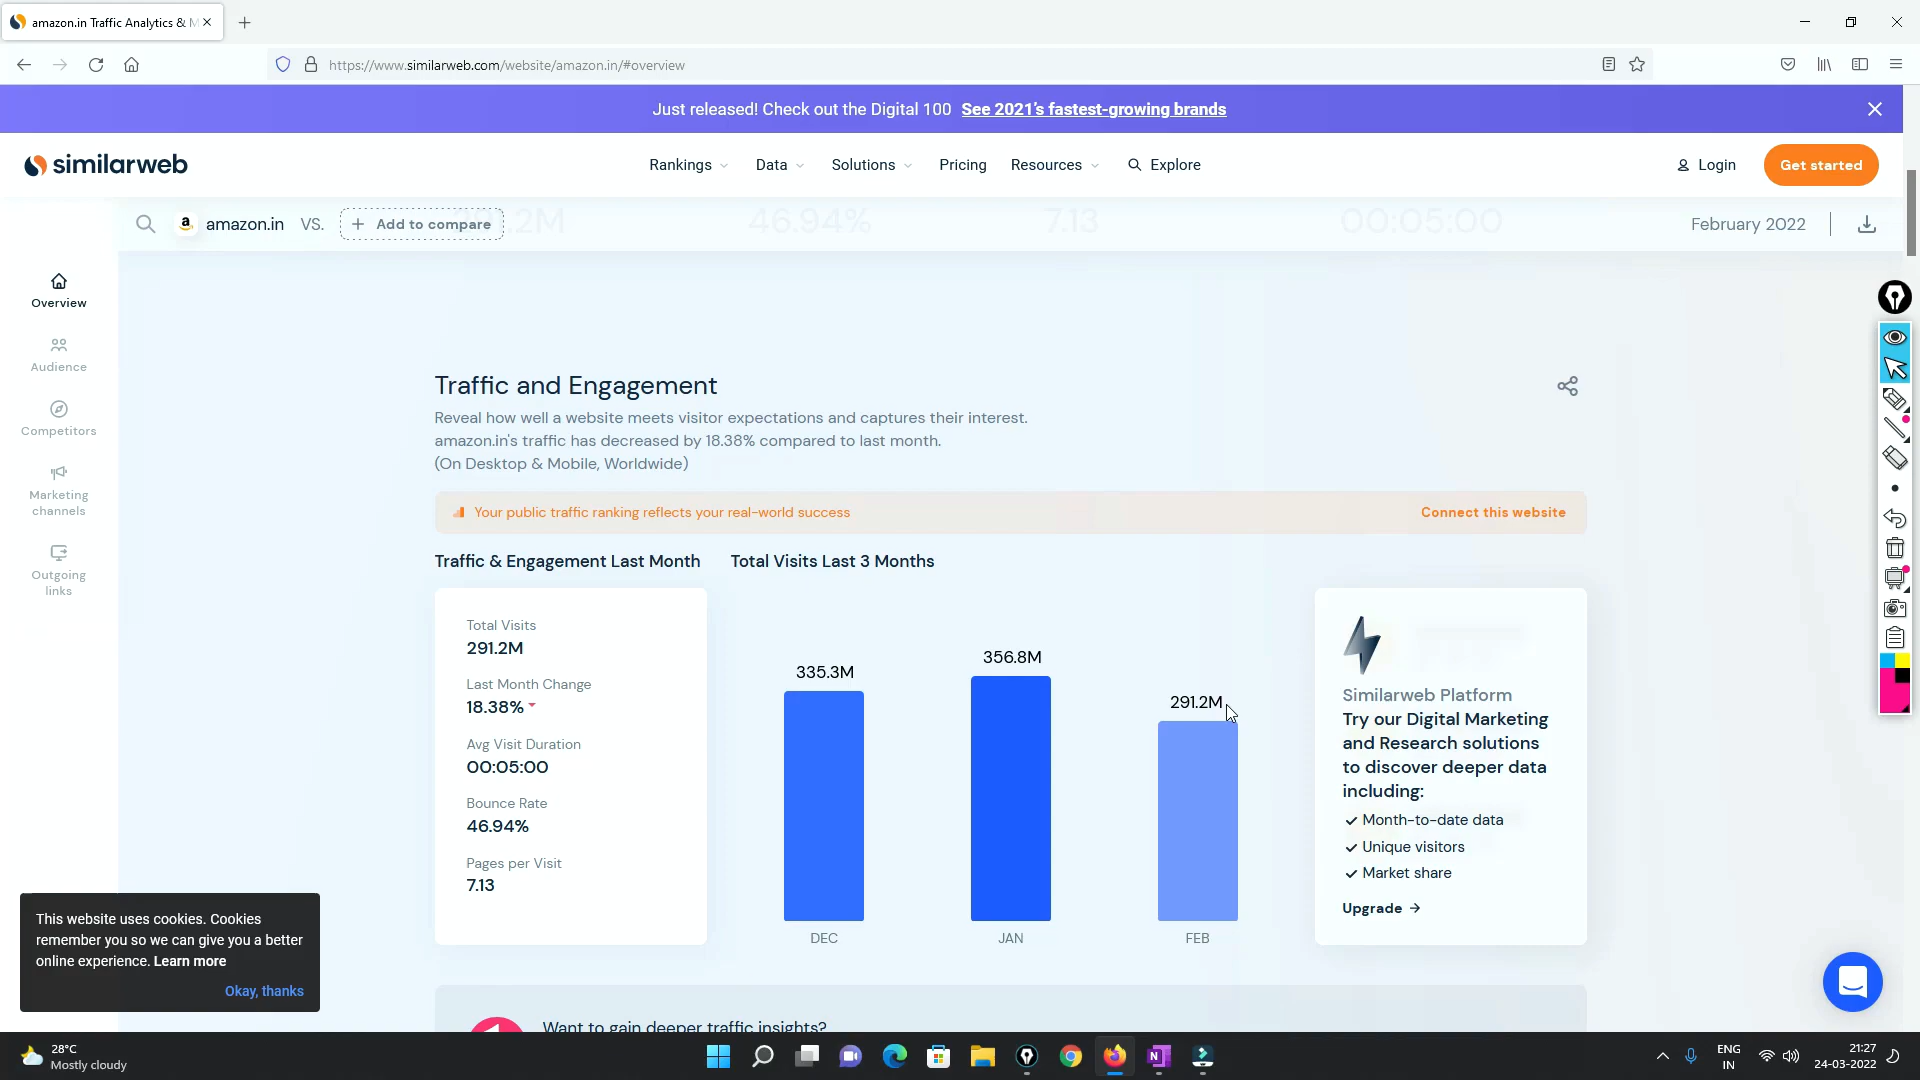 amazon.in Traffic Analytics & M
https://www.similarweb.com/website/amazon.in/#overview
Just released! Check out the Digital 100 See 2021's fastest-growing brands
similarweb
Rankings
Data
Solutions
Pricing
Resources
Explore
Login
Get started
a
amazon.in
VS.
+ Add to compare
.2M
46.94%
7.13
00:05:00
February 2022
Overview
Audience
Competitors
Marketing
channels
Outgoing
links
Traffic and Engagement
Reveal how well a website meets visitor expectations and captures their interest.
amazon.in's traffic has decreased by 18.38% compared to last month.
(On Desktop & Mobile, Worldwide)
Your public traffic ranking reflects your real-world success
Connect this website
Traffic & Engagement Last Month
Total Visits Last 3 Months
Total Visits
291.2M
Last Month Change
18.38%
Avg Visit Duration
00:05:00
Bounce Rate
46.94%
Pages per Visit
7.13
335.3M
356.8M
291.2M
DEC
JAN
FEB
Similarweb Platform
Try our Digital Marketing
and Research solutions
to discover deeper data
including:
Month-to-date data
Unique visitors
Market share
Upgrade
This website uses cookies. Cookies
remember you so we can give you a better
online experience. Learn more
Okay, thanks
Want to gain deeper traffic insights?
28°C
Mostly cloudy
N
ENG
IN
21:27
24-03-2022